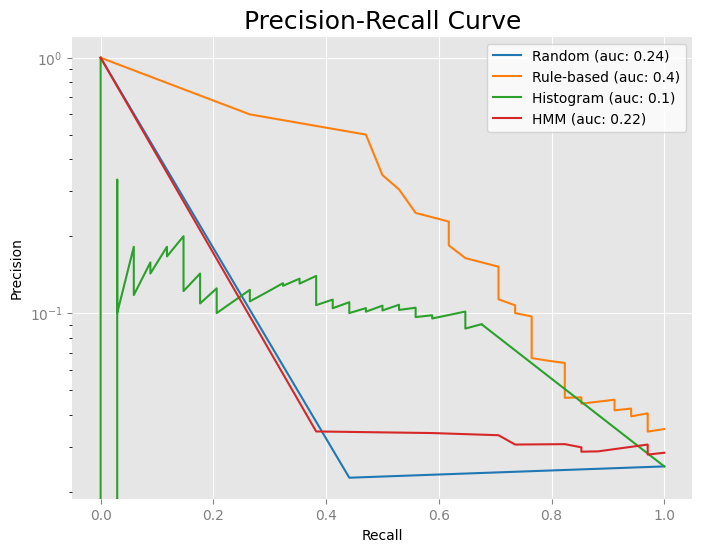 Precision-Recall Curve
Precision
10⁰
10⁻¹
Random (auc: 0.24)
Rule-based (auc: 0.4)
Histogram (auc: 0.1)
HMM (auc: 0.22)
0.0 0.2 0.4 0.6 0.8 1.0
Recall